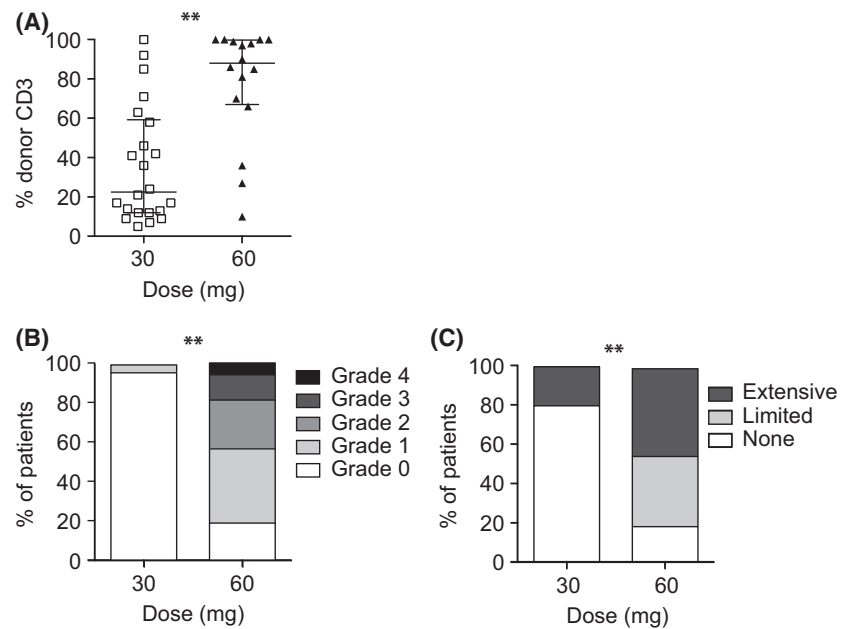 (A)
**
100
80
60
40
20
0
% donor CD3
30 60
Dose (mg)
(B)
**
100
80
60
40
20
0
% of patients
30 60
Dose (mg)
Grade 4
Grade 3
Grade 2
Grade 1
Grade 0
(C)
**
100
80
60
40
20
0
% of patients
30 60
Dose (mg)
Extensive
Limited
None